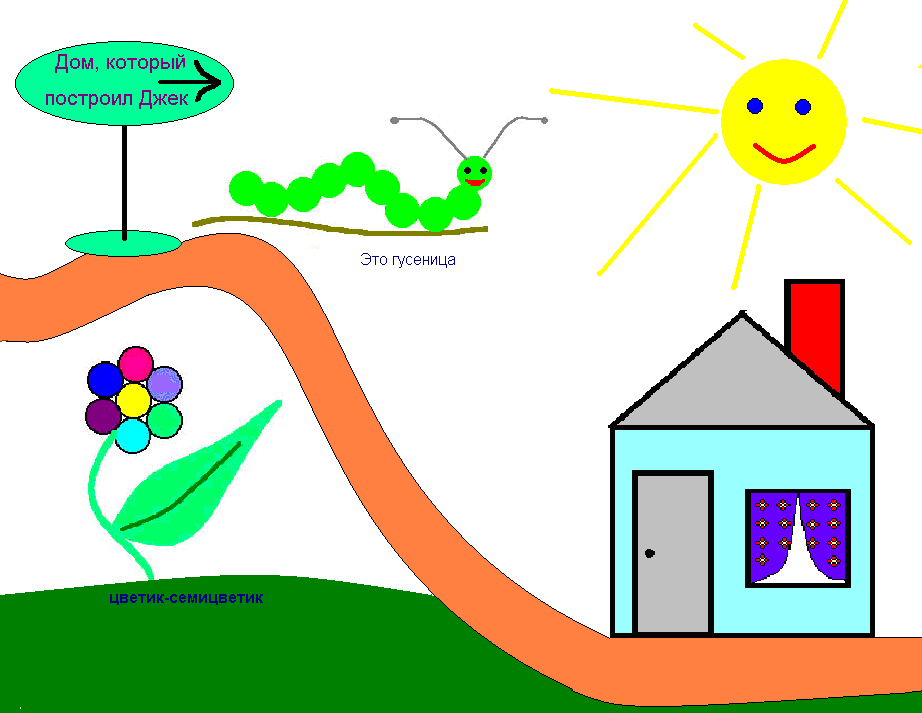 Дом, который
построил Джек
Это гусеница
цветик-семицветик